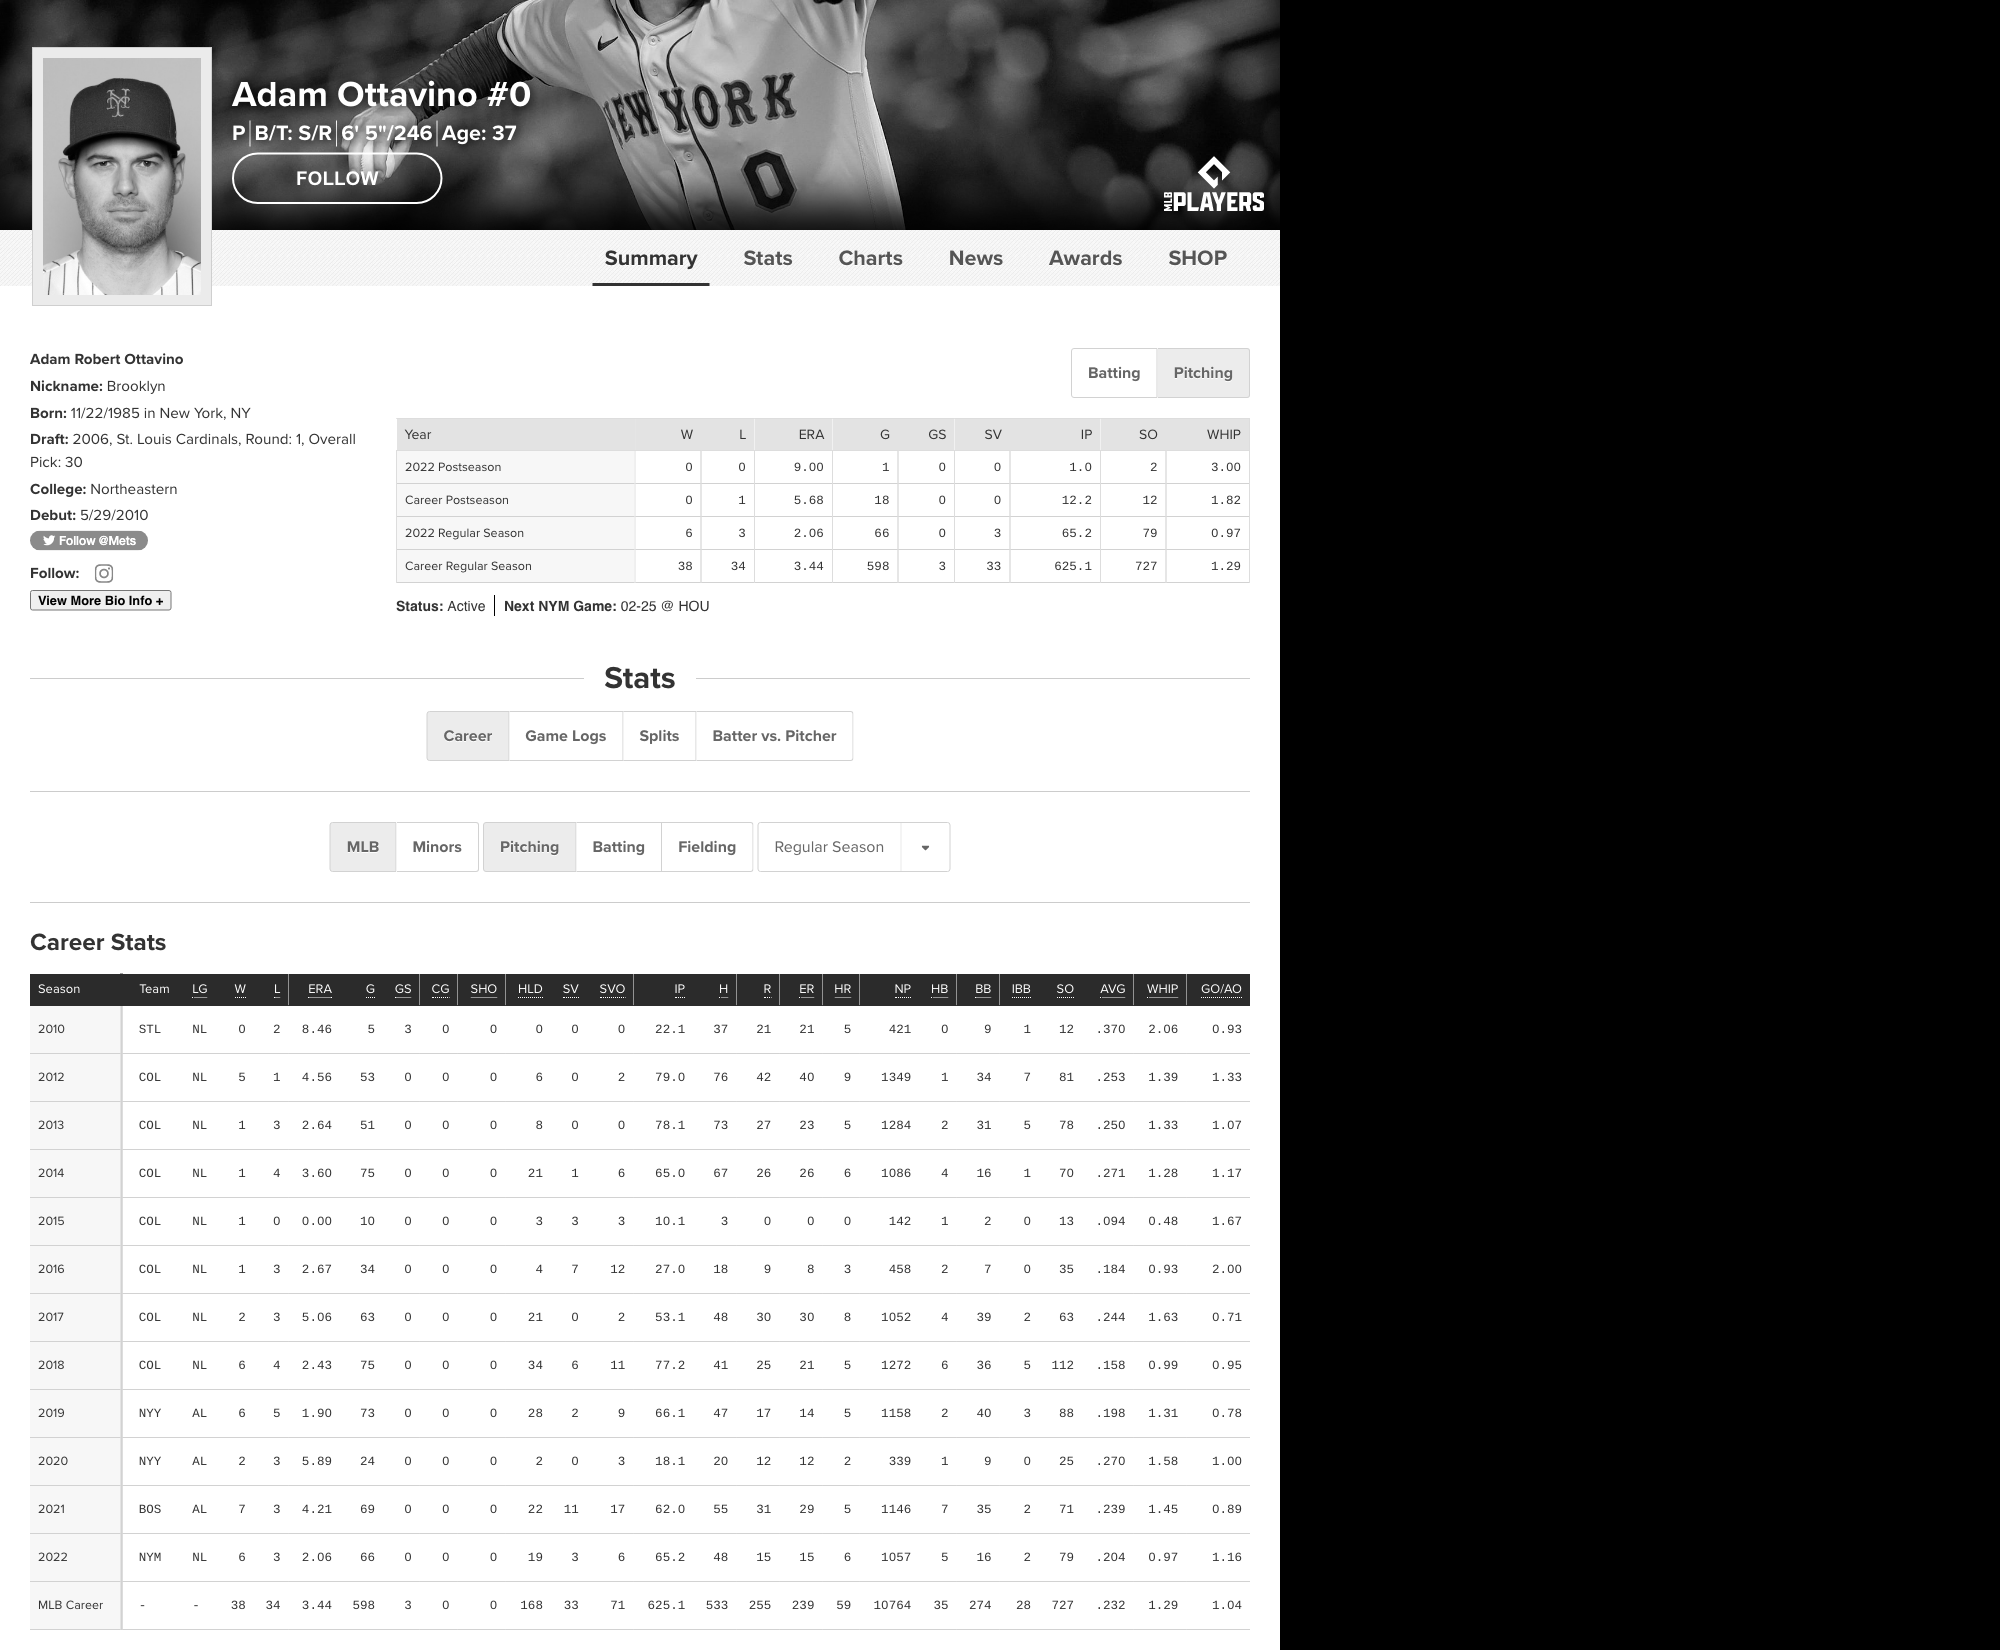 NEW YORK
0
Adam Ottavino #0
P B/T: S/R 6' 5"/246 Age: 37
FOLLOW
MLB PLAYERS
NY
Summary Stats Charts News Awards SHOP
Adam Robert Ottavino
Nickname: Brooklyn
Born: 11/22/1985 in New York, NY
Draft: 2006, St. Louis Cardinals, Round: 1, Overall
Pick: 30
College: Northeastern
Debut: 5/29/2010
Follow @Mets
Follow:
View More Bio Info +
Batting Pitching
Year W L ERA G GS SV IP SO WHIP
2022 Postseason 0 0 9.00 1 0 0 1.0 2 3.00
Career Postseason 0 1 5.68 18 0 0 12.2 12 1.82
2022 Regular Season 6 3 2.06 66 0 3 65.2 79 0.97
Career Regular Season 38 34 3.44 598 3 33 625.1 727 1.29
Status: Active Next NYM Game: 02-25 @ HOU
Stats
Career Game Logs Splits Batter vs. Pitcher
MLB Minors Pitching Batting Fielding Regular Season
Career Stats
Season Team LG W L ERA G GS CG SHO HLD SV SVO IP H R ER HR NP HB BB IBB SO AVG WHIP GO/AO
2010 STL NL 0 2 8.46 5 3 0 0 0 0 0 22.1 37 21 21 5 421 0 9 1 12 .370 2.06 0.93
2012 COL NL 5 1 4.56 53 0 0 0 6 0 2 79.0 76 42 40 9 1349 1 34 7 81 .253 1.39 1.33
2013 COL NL 1 3 2.64 51 0 0 0 8 0 0 78.1 73 27 23 5 1284 2 31 5 78 .250 1.33 1.07
2014 COL NL 1 4 3.60 75 0 0 0 21 1 6 65.0 67 26 26 6 1086 4 16 1 70 .271 1.28 1.17
2015 COL NL 1 0 0.00 10 0 0 0 3 3 3 10.1 3 0 0 0 142 1 2 0 13 .094 0.48 1.67
2016 COL NL 1 3 2.67 34 0 0 0 4 7 12 27.0 18 9 8 3 458 2 7 0 35 .184 0.93 2.00
2017 COL NL 2 3 5.06 63 0 0 0 21 0 2 53.1 48 30 30 8 1052 4 39 2 63 .244 1.63 0.71
2018 COL NL 6 4 2.43 75 0 0 0 34 6 11 77.2 41 25 21 5 1272 6 36 5 112 .158 0.99 0.95
2019 NYY AL 6 5 1.90 73 0 0 0 28 2 9 66.1 47 17 14 5 1158 2 40 3 88 .198 1.31 0.78
2020 NYY AL 2 3 5.89 24 0 0 0 2 0 3 18.1 20 12 12 2 339 1 9 0 25 .270 1.58 1.00
2021 BOS AL 7 3 4.21 69 0 0 0 22 11 17 62.0 55 31 29 5 1146 7 35 2 71 .239 1.45 0.89
2022 NYM NL 6 3 2.06 66 0 0 0 19 3 6 65.2 48 15 15 6 1057 5 16 2 79 .204 0.97 1.16
MLB Career - - 38 34 3.44 598 3 0 0 168 33 71 625.1 533 255 239 59 10764 35 274 28 727 .232 1.29 1.04